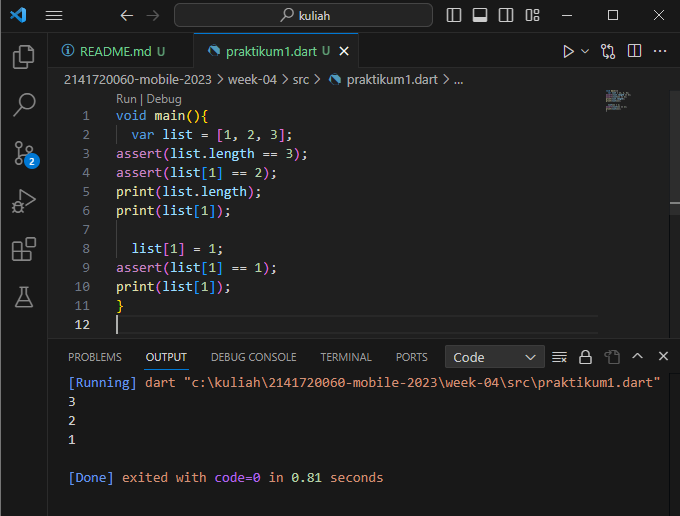 kuliah
README.md U
praktikum1.dart U
2141720060-mobile-2023 > week-04 > src > praktikum1.dart > ...
Run | Debug
1 void main(){
2   var list = [1, 2, 3];
3 assert(list.length == 3);
4 assert(list[1] == 2);
5 print(list.length);
6 print(list[1]);
7
8   list[1] = 1;
9 assert(list[1] == 1);
10 print(list[1]);
11 }
12
2
PROBLEMS OUTPUT DEBUG CONSOLE TERMINAL PORTS Code
[Running] dart "c:\kuliah\2141720060-mobile-2023\week-04\src\praktikum1.dart"
3
2
1
[Done] exited with code=0 in 0.81 seconds